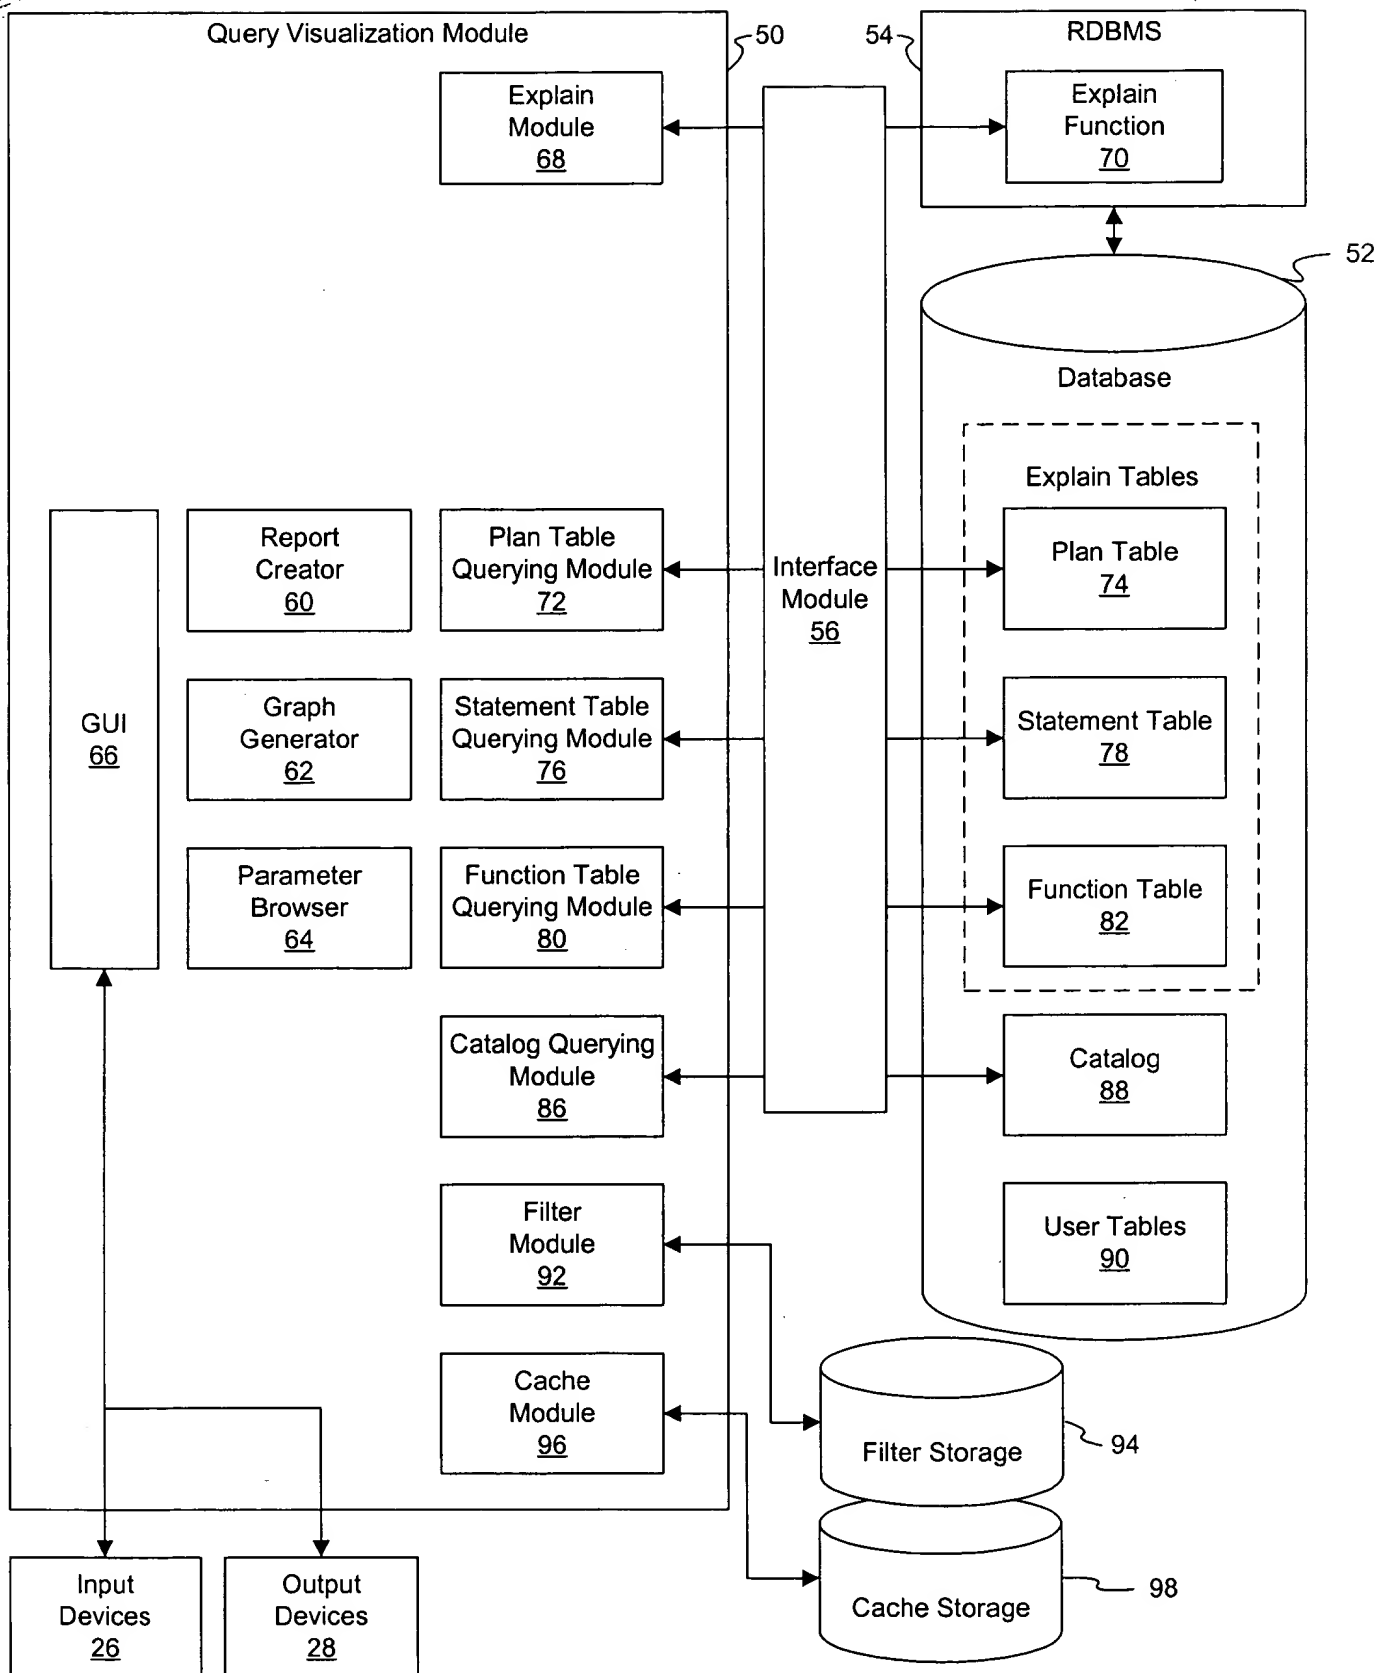 Query Visualization Module
50
54
RDBMS
Explain
Module
68
Explain
Function
70
52
Database
Explain Tables
GUI
66
Report
Creator
60
Plan Table
Querying Module
72
Interface
Module
56
Plan Table
74
Graph
Generator
62
Statement Table
Querying Module
76
Statement Table
78
Parameter
Browser
64
Function Table
Querying Module
80
Function Table
82
Catalog Querying
Module
86
Catalog
88
Filter
Module
92
User Tables
90
Cache
Module
96
Filter Storage
94
Cache Storage
98
Input
Devices
26
Output
Devices
28